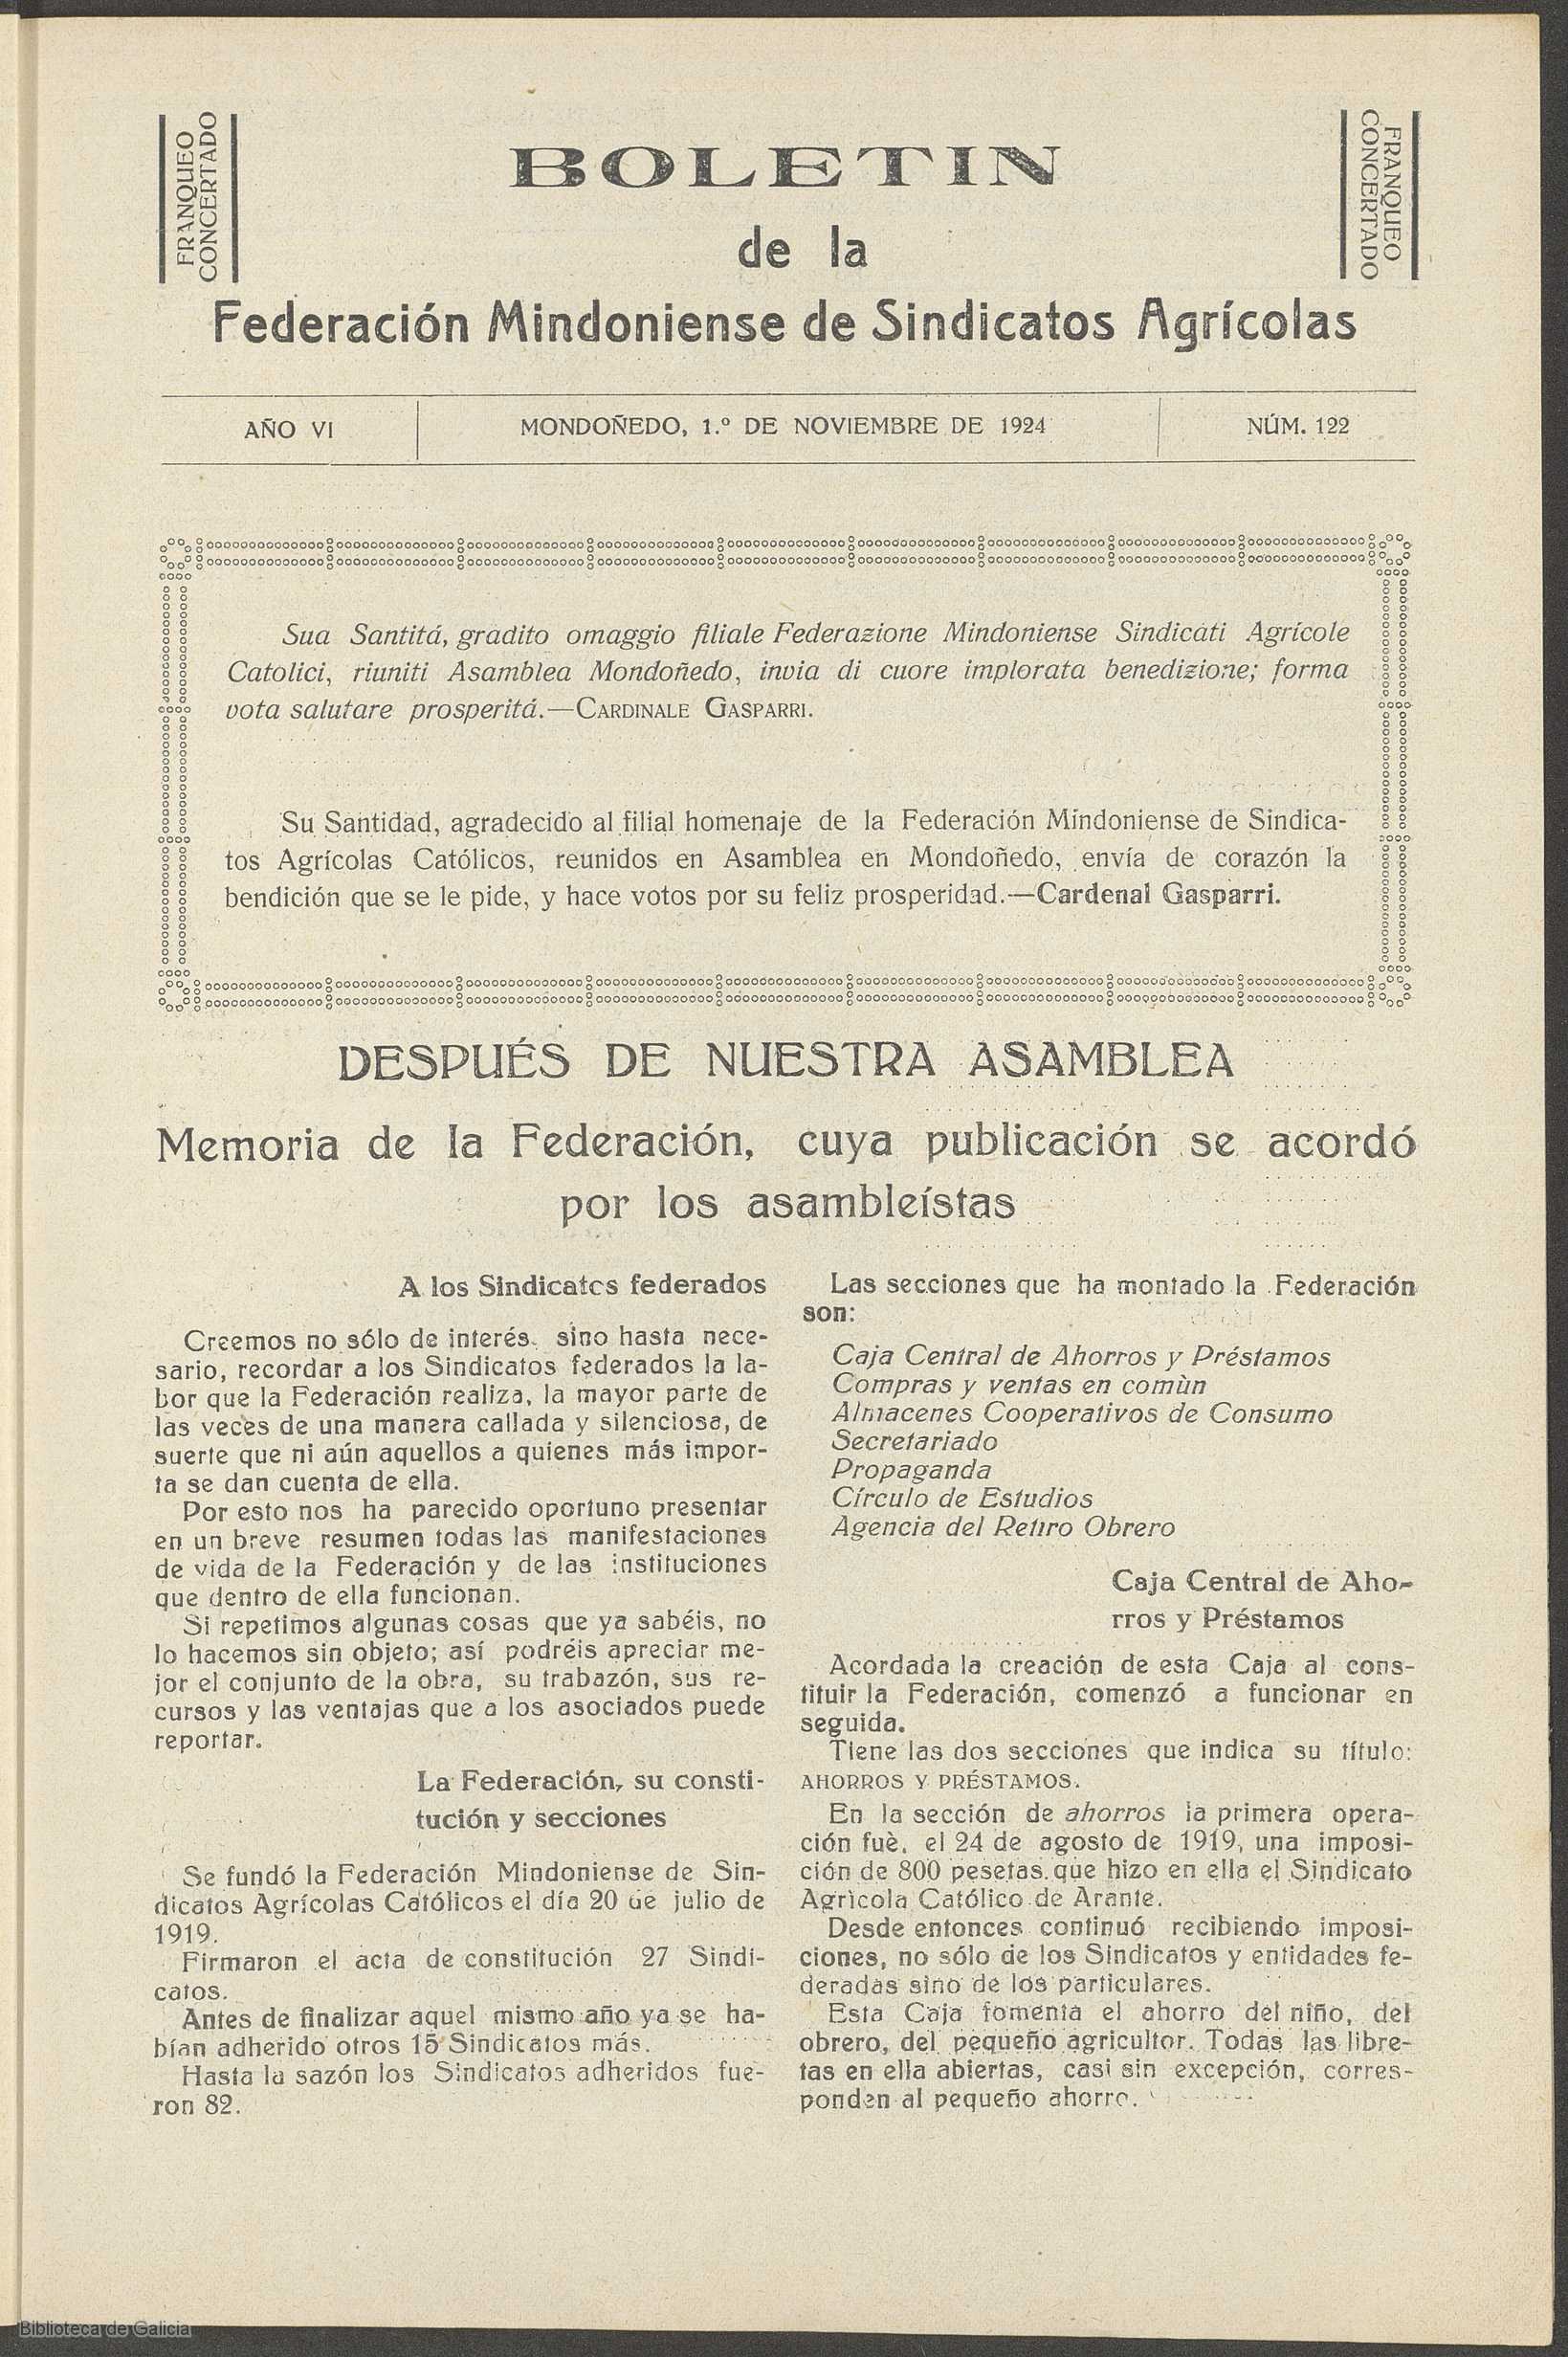 FRANQUEO
CONCERTADO
BOLETIN
FRANQUEO
CONCERTADO
de la
Federación Mindoniense de Sindicatos Agrícolas
AÑO VI
MONDOÑEDO, 1.º DE NOVIEMBRE DE 1924
NÚM. 122
Sua Santitá, gradito omaggio filiale Federazione Mindoniense Sindicati Agrícole
Catolici, riuniti Asamblea Mondoñedo, invia di cuore implorata benedizione; forma
vota salutare prosperitá.—CARDINALE GASPARRI.
Su Santidad, agradecido al filial homenaje de la Federación Mindoniense de Sindica-
tos Agrícolas Católicos, reunidos en Asamblea en Mondoñedo, envía de corazón la
bendición que se le pide, y hace votos por su feliz prosperidad.—Cardenal Gasparri.
DESPUÉS DE NUESTRA ASAMBLEA
Memoria de la Federación, cuya publicación se acordó
por los asambleístas
A los Sindicatos federados
Creemos no sólo de interés, sino hasta nece-
sario, recordar a los Sindicatos federados la la-
bor que la Federación realiza, la mayor parte de
las veces de una manera callada y silenciosa, de
suerte que ni aún aquellos a quienes más impor-
ta se dan cuenta de ella.
Por esto nos ha parecido oportuno presentar
en un breve resumen todas las manifestaciones
de vida de la Federación y de las instituciones
que dentro de ella funcionan.
Si repetimos algunas cosas que ya sabéis, no
lo hacemos sin objeto; así podréis apreciar me-
jor el conjunto de la obra, su trabazón, sus re-
cursos y las ventajas que a los asociados puede
reportar.
La Federación, su consti-
tución y secciones
Se fundó la Federación Mindoniense de Sin-
dicatos Agrícolas Católicos el día 20 de julio de
1919.
Firmaron el acta de constitución 27 Sindi-
catos.
Antes de finalizar aquel mismo año ya se ha-
bían adherido otros 15 Sindicatos más.
Hasta la sazón los Sindicatos adheridos fue-
ron 82.
Las secciones que ha montado la Federación
son:
Caja Central de Ahorros y Préstamos
Compras y ventas en comùn
Almacenes Cooperativos de Consumo
Secretariado
Propaganda
Círculo de Estudios
Agencia del Retiro Obrero
Caja Central de Aho-
rros y Préstamos
Acordada la creación de esta Caja al cons-
tituir la Federación, comenzó a funcionar en
seguida.
Tiene las dos secciones que indica su título:
AHORROS Y PRÉSTAMOS.
En la sección de ahorros la primera opera-
ción fuè, el 24 de agosto de 1919, una imposi-
ción de 800 pesetas que hizo en ella el Sindicato
Agrìcola Católico de Arante.
Desde entonces continuó recibiendo imposi-
ciones, no sólo de los Sindicatos y entidades fe-
deradas sino de los particulares.
Esta Caja fomenta el ahorro del niño, del
obrero, del pequeño agricultor. Todas las libre-
tas en ella abiertas, casi sin excepción, corres-
ponden al pequeño ahorro.
Biblioteca de Galicia